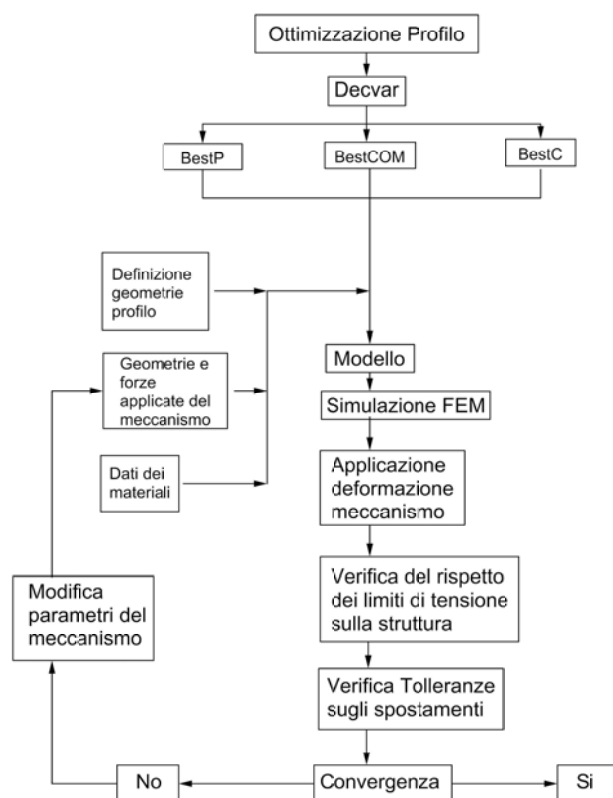 Ottimizzazione Profilo
Decvar
BestP
BestCOM
BestC
Definizione
geometrie
profilo
Geometrie e
forze
applicate del
meccanismo
Dati dei
materiali
Modello
Simulazione FEM
Applicazione
deformazione
meccanismo
Verifica del rispetto
dei limiti di tensione
sulla struttura
Modifica
parametri del
meccanismo
Verifica Tolleranze
sugli spostamenti
No
Convergenza
Si